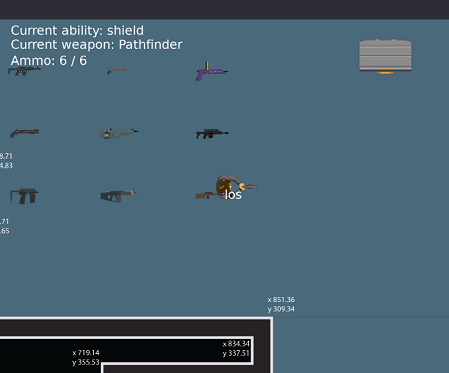 Current ability: shield
Current weapon: Pathfinder
Ammo: 6 / 6
8.71
4.83
los
.71
.65
x 851.36
y 309.34
x 834.34
y 337.51
x 719.14
y 355.53